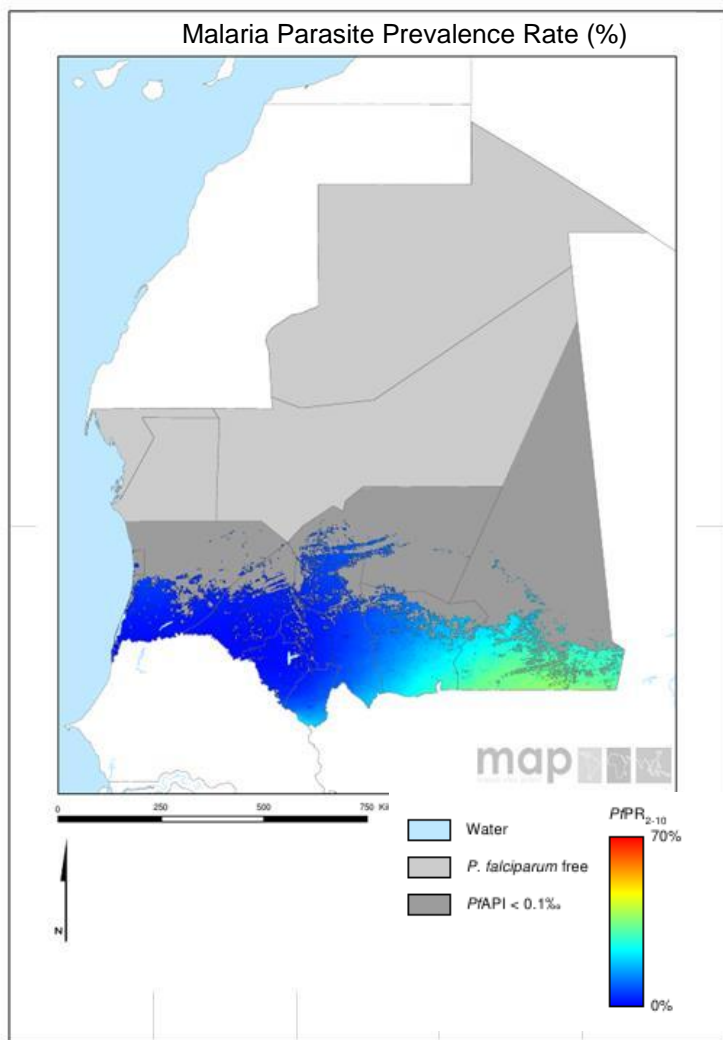 Malaria Parasite Prevalence Rate (%)
map
0 250 500 750 Ki
N
Water
P. falciparum free
PfAPI < 0.1‰
PfPR2-10
70%
0%